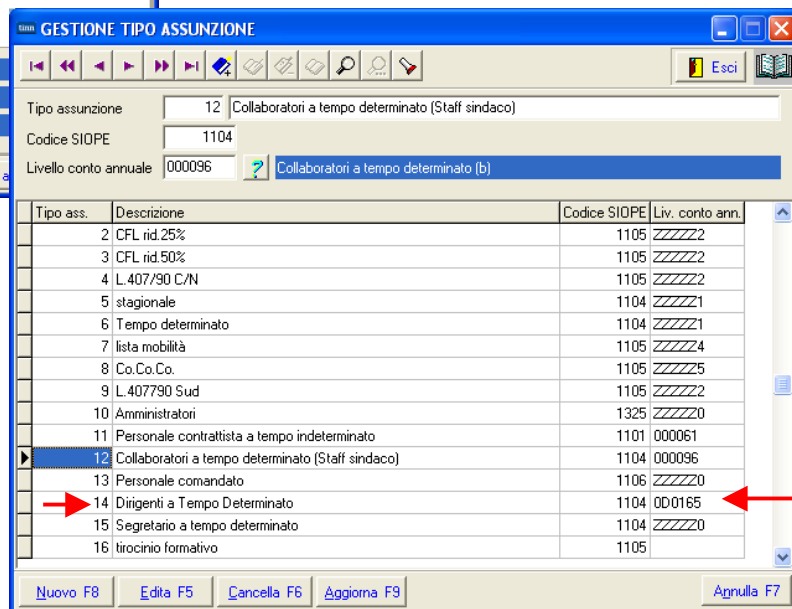 tinn GESTIONE TIPO ASSUNZIONE
Esci
Tipo assunzione 12 Collaboratori a tempo determinato (Staff sindaco)
Codice SIOPE 1104
Livello conto annuale 000096 ? Collaboratori a tempo determinato (b)
a
Tipo ass. Descrizione Codice SIOPE Liv. conto ann.
2 CFL rid.25% 1105 ZZZZZ2
3 CFL rid.50% 1105 ZZZZZ2
4 L.407/90 C/N 1105 ZZZZZ2
5 stagionale 1104 ZZZZZ1
6 Tempo determinato 1104 ZZZZZ1
7 lista mobilità 1105 ZZZZZ4
8 Co.Co.Co. 1105 ZZZZZ5
9 L.407790 Sud 1105 ZZZZZ2
10 Amministratori 1325 ZZZZZ0
11 Personale contrattista a tempo indeterminato 1101 000061
12 Collaboratori a tempo determinato (Staff sindaco) 1104 000096
13 Personale comandato 1106 ZZZZZ0
14 Dirigenti a Tempo Determinato 1104 0D0165
15 Segretario a tempo determinato 1104 ZZZZZ0
16 tirocinio formativo 1105
Nuovo F8 Edita F5 Cancella F6 Aggiorna F9 Annulla F7